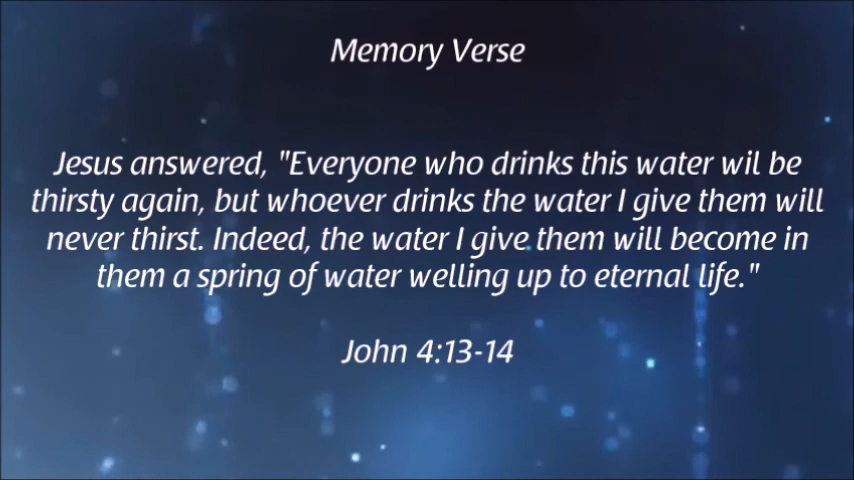 Memory Verse
Jesus answered, "Everyone who drinks this water wil be
thirsty again, but whoever drinks the water I give them will
never thirst. Indeed, the water I give them will become in
them a spring of water welling up to eternal life."
John 4:13-14